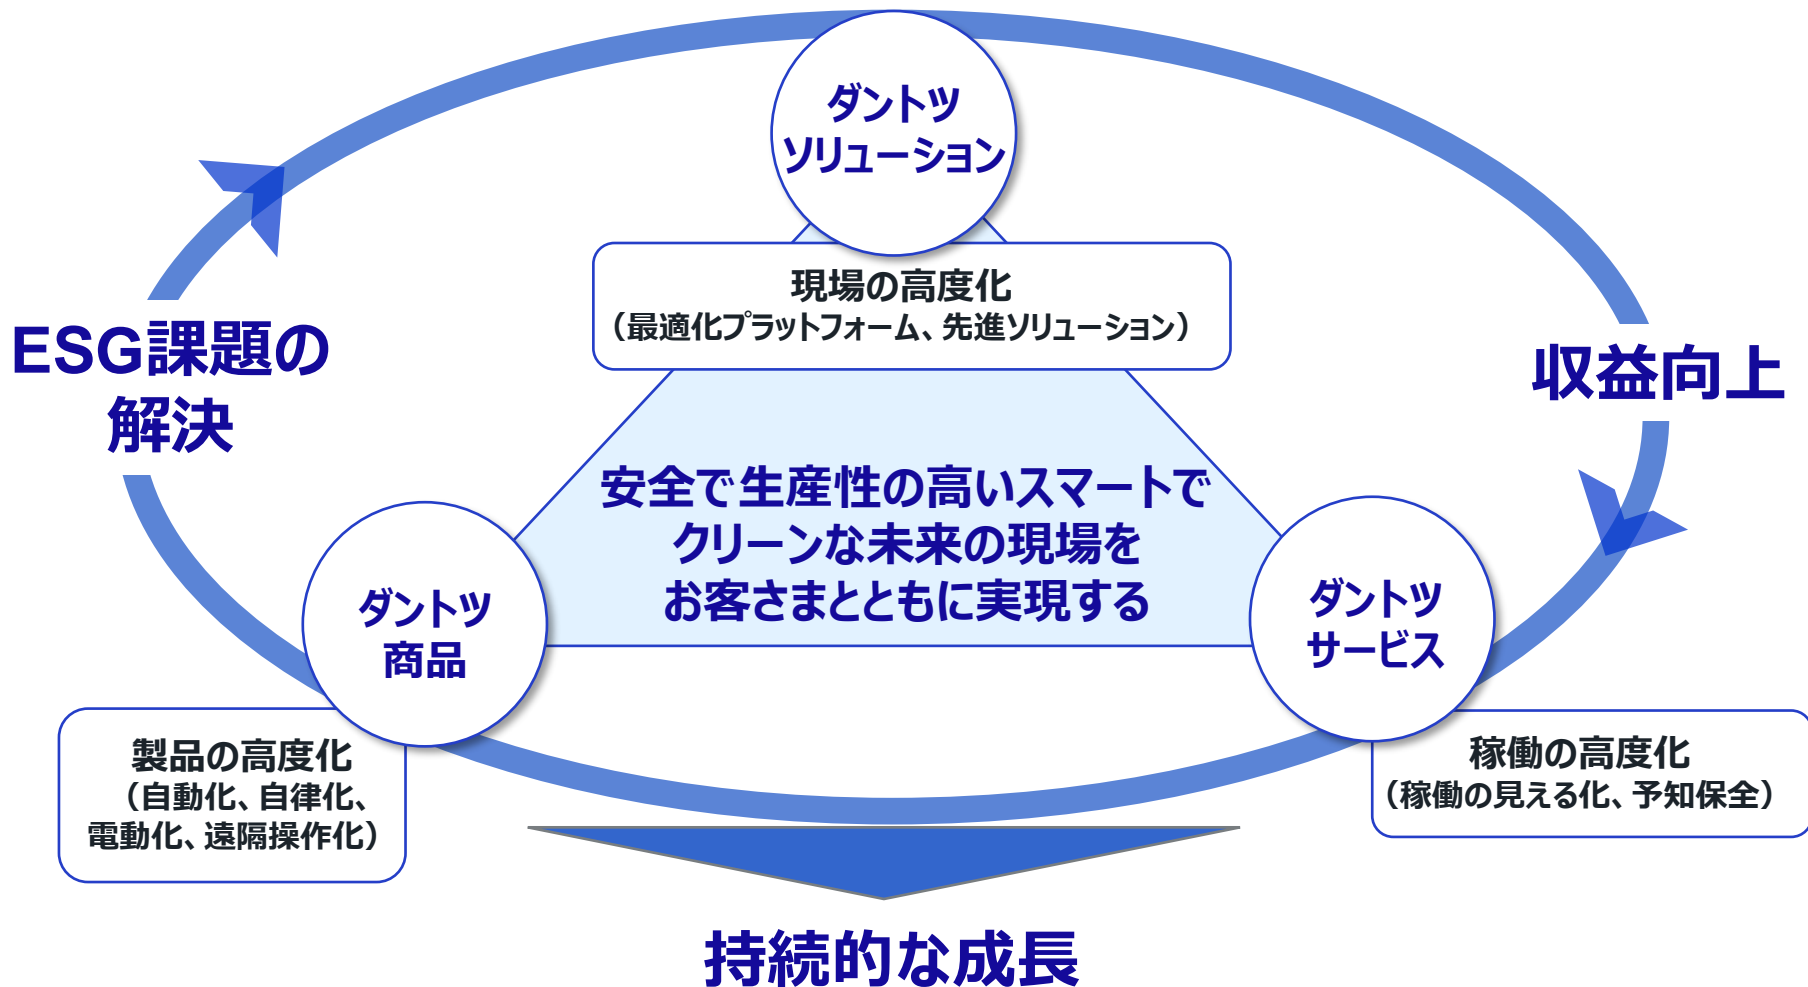 ダントツ
ソリューション
現場の高度化
（最適化プラットフォーム、先進ソリューション）
ESG課題の
解決
収益向上
安全で生産性の高いスマートで
クリーンな未来の現場を
お客さまとともに実現する
ダントツ
商品
ダントツ
サービス
製品の高度化
（自動化、自律化、
電動化、遠隔操作化）
稼働の高度化
（稼働の見える化、予知保全）
持続的な成長